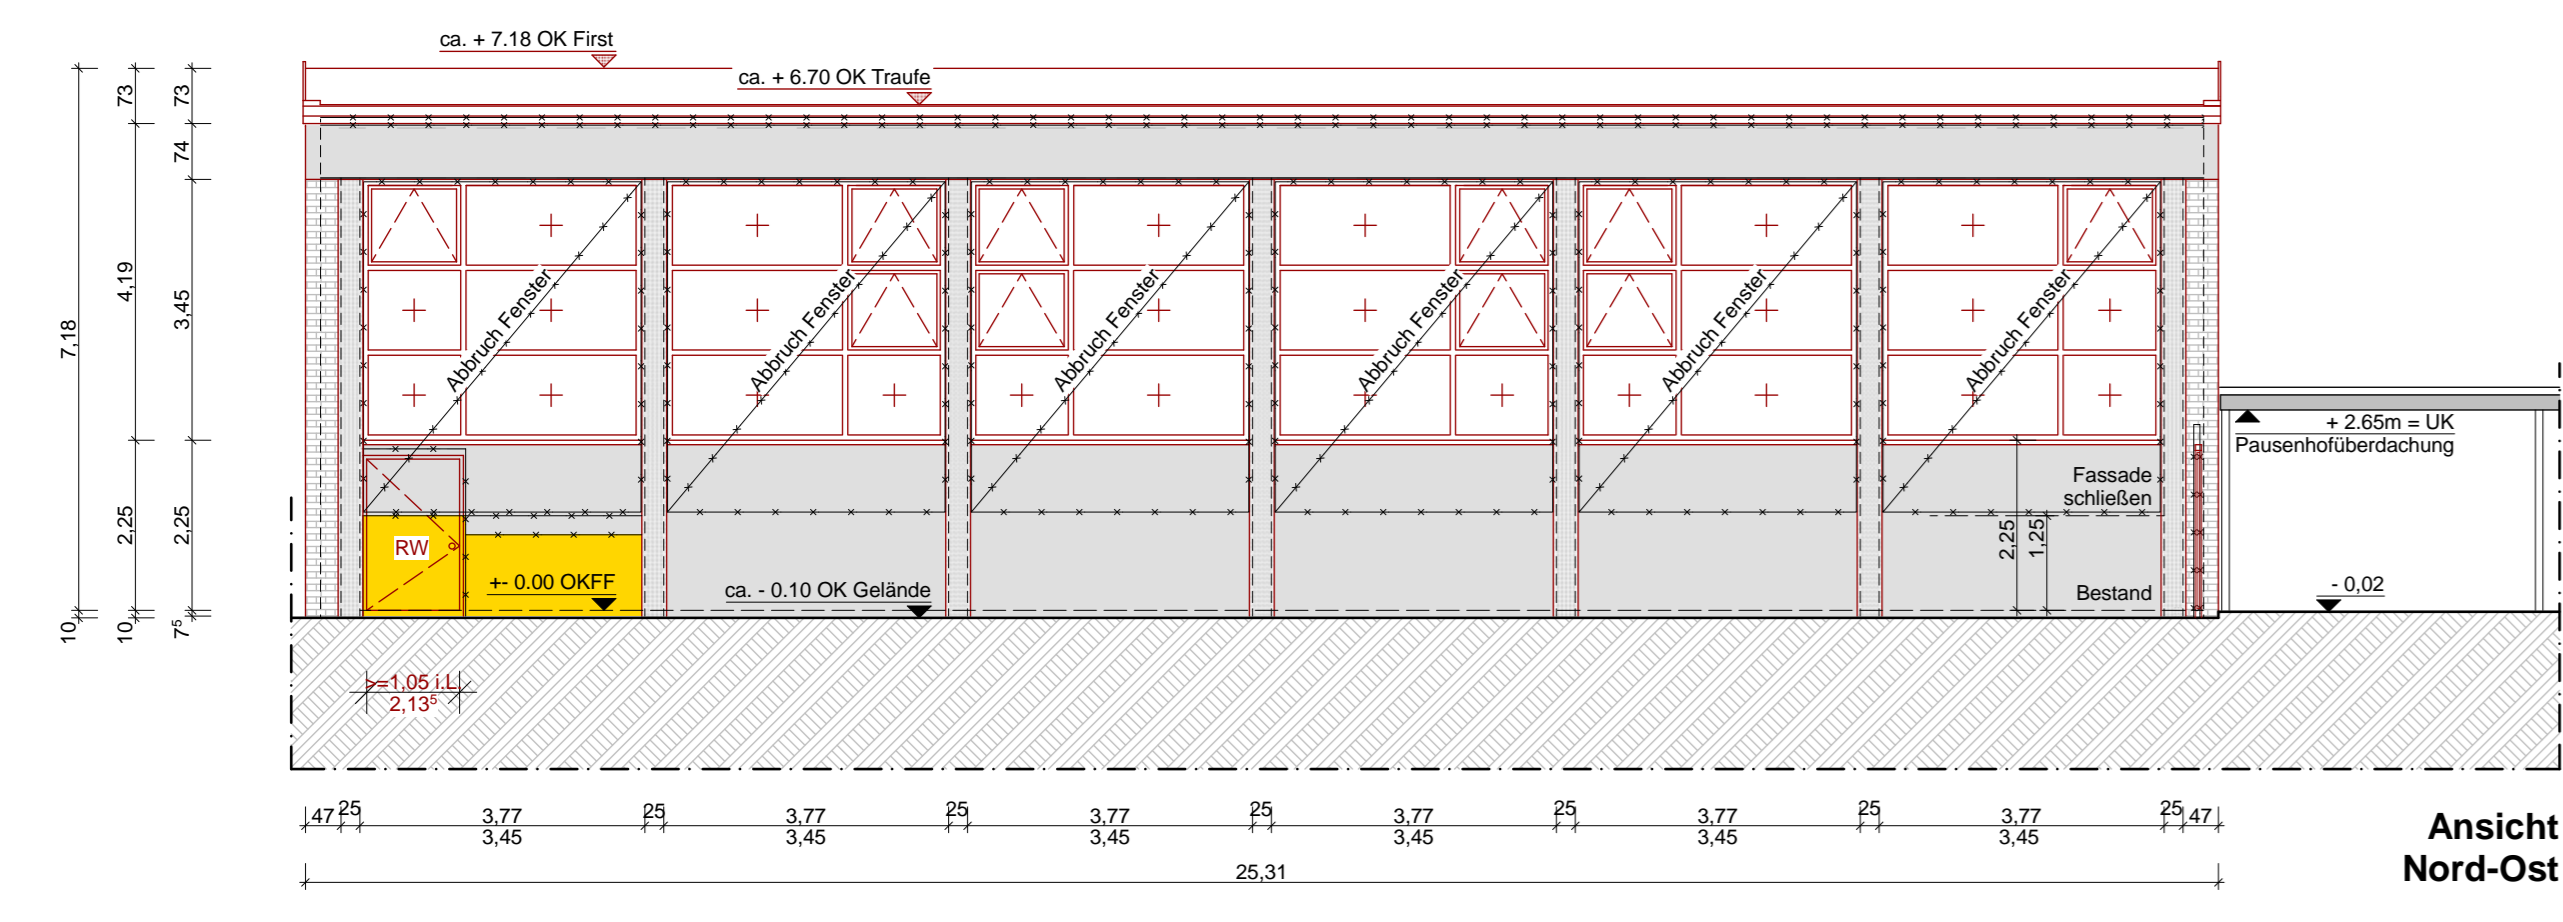 ca. + 7.18 OK First
ca. + 6.70 OK Traufe
73
73
74
4,19
3,45
7,18
2,25
2,25
10
10
7⁵
Abbruch Fenster
Abbruch Fenster
Abbruch Fenster
Abbruch Fenster
Abbruch Fenster
Abbruch Fenster
+ 2.65m = UK
Pausenhofüberdachung
Fassade
schließen
2,25
1,25
RW
+- 0.00 OKFF
ca. - 0.10 OK Gelände
Bestand
- 0,02
>=1,05 i.L.
2,13⁵
47
25
3,77
3,45
25
3,77
3,45
25
3,77
3,45
25
3,77
3,45
25
3,77
3,45
25
3,77
3,45
25
47
25,31
Ansicht
Nord-Ost